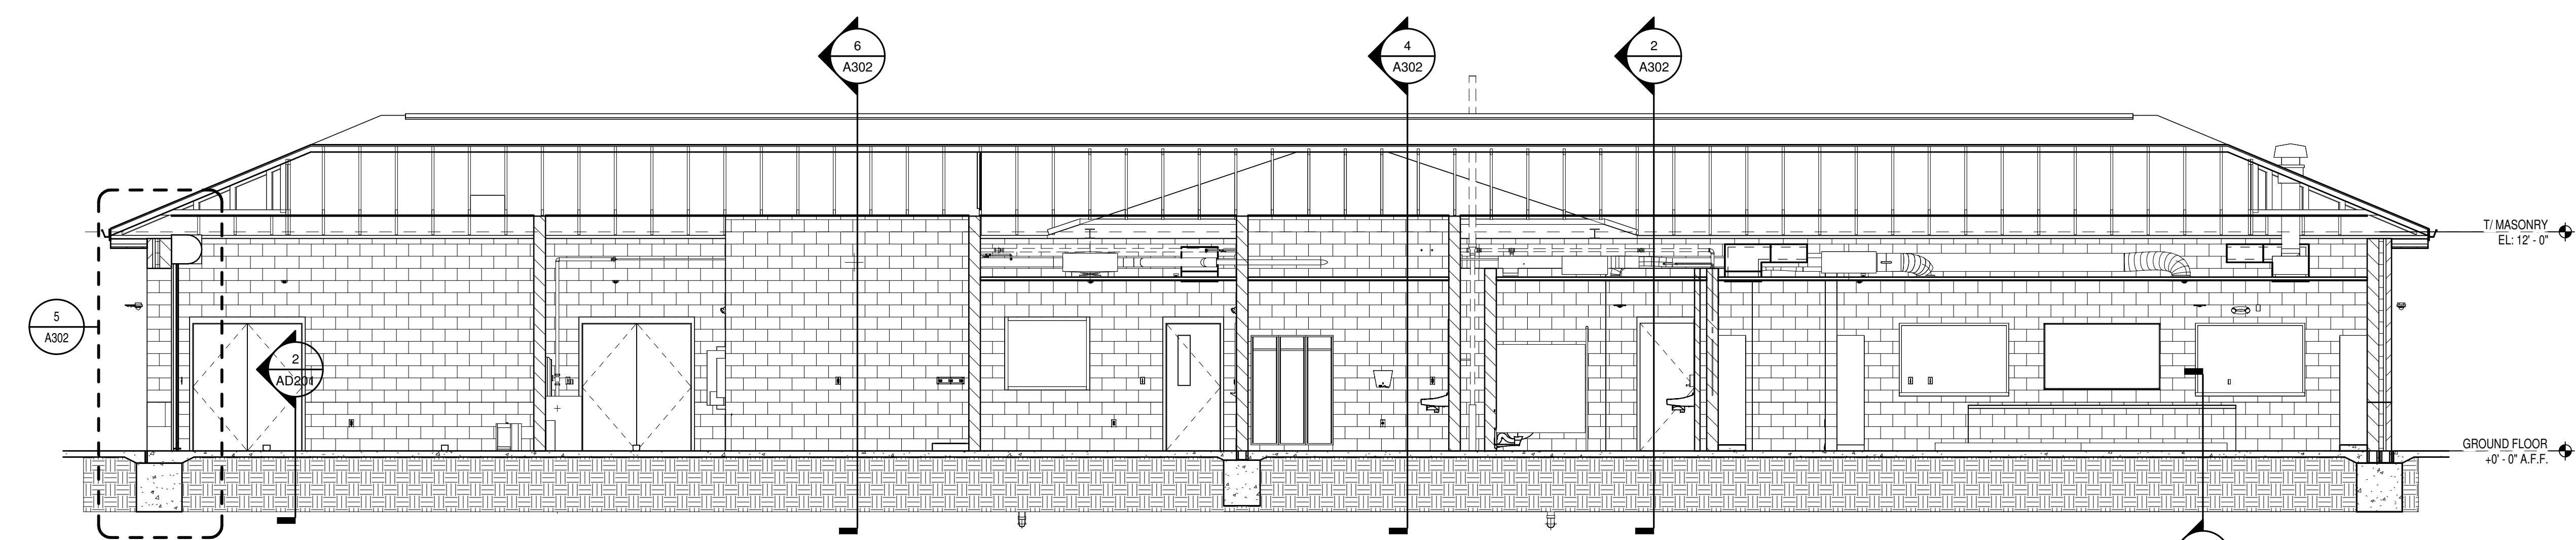 6
A302
4
A302
2
A302
T/ MASONRY
EL: 12' - 0"
5
A302
2
AD201
GROUND FLOOR
+0' - 0" A.F.F.